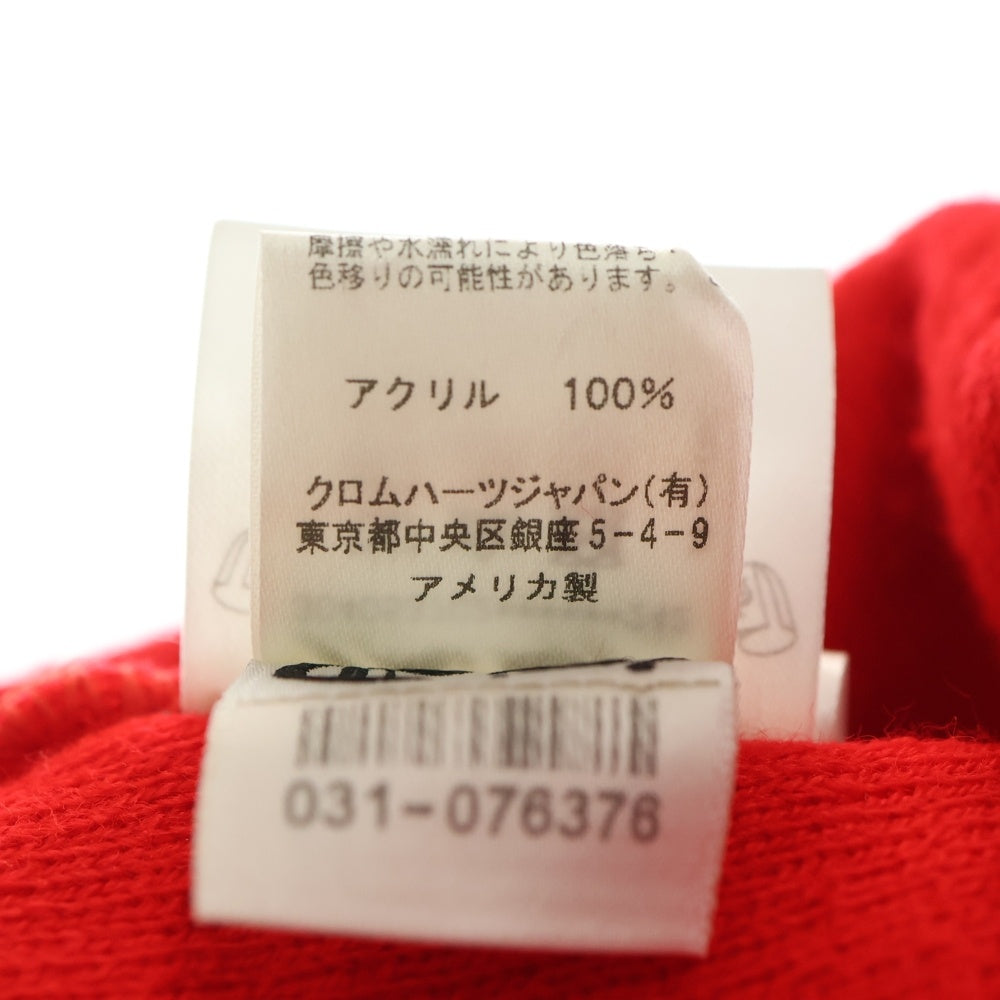 摩擦や水濡れにより色落ち・
色移りの可能性があります。
アクリル 100%
クロムハーツジャパン(有)
東京都中央区銀座5-4-9
アメリカ製
031-076376